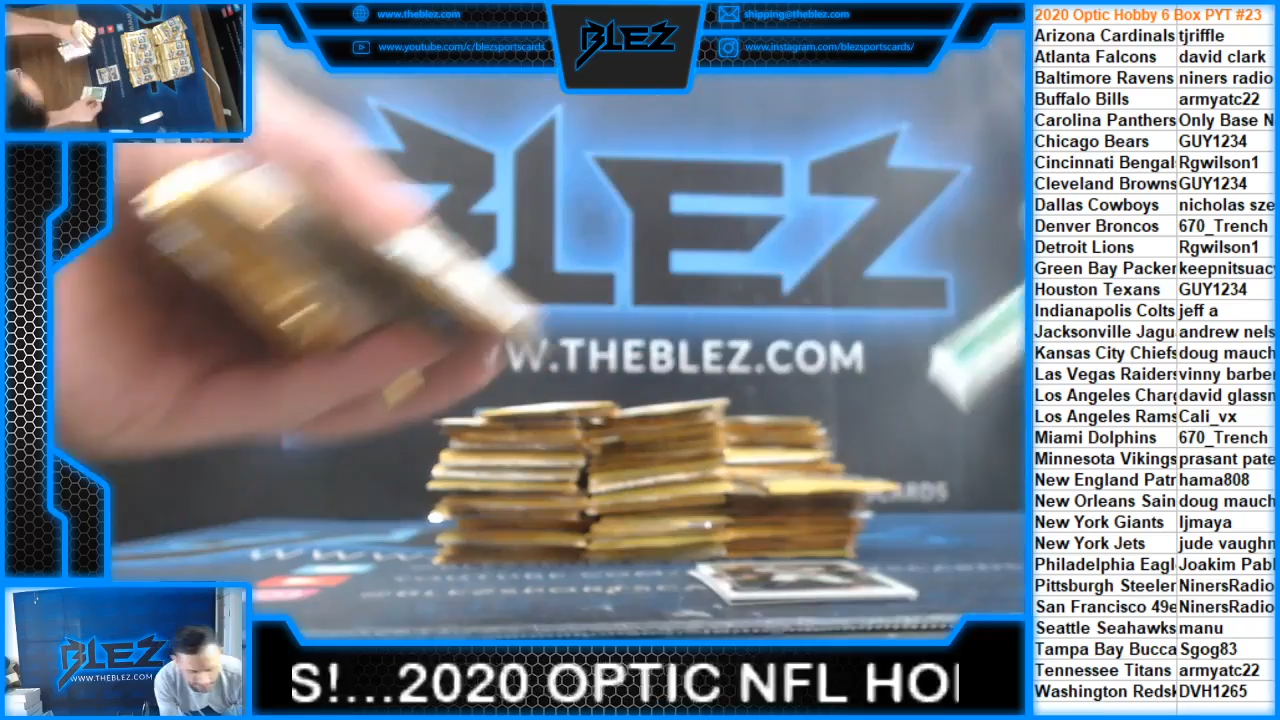 www.theblez.com
www.youtube.com/c/blezsportscards
BLEZ
shipping@theblez.com
www.instagram.com/blezsportscards/
BLEZ
W.THEBLEZ.COM
CARDS
BLEZ
WWW.THEBLEZ.COM
S!...2020 OPTIC NFL HO
2020 Optic Hobby 6 Box PYT #23
Arizona Cardinals tjriffle
Atlanta Falcons david clark
Baltimore Ravens niners radio
Buffalo Bills armyatc22
Carolina Panthers Only Base N
Chicago Bears GUY1234
Cincinnati Bengal Rgwilson1
Cleveland Browns GUY1234
Dallas Cowboys nicholas sze
Denver Broncos 670_Trench
Detroit Lions Rgwilson1
Green Bay Packer keepnitsuac
Houston Texans GUY1234
Indianapolis Colts jeff a
Jacksonville Jagu andrew nels
Kansas City Chiefs doug mauch
Las Vegas Raiders vinny barbe
Los Angeles Charg david glassn
Los Angeles Rams Cali_vx
Miami Dolphins 670_Trench
Minnesota Vikings prasant pate
New England Patr hama808
New Orleans Sain doug mauch
New York Giants ljmaya
New York Jets jude vaughn
Philadelphia Eagl Joakim Pabl
Pittsburgh Steeler NinersRadio
San Francisco 49e NinersRadio
Seattle Seahawks manu
Tampa Bay Bucca Sgog83
Tennessee Titans armyatc22
Washington Redsk DVH1265